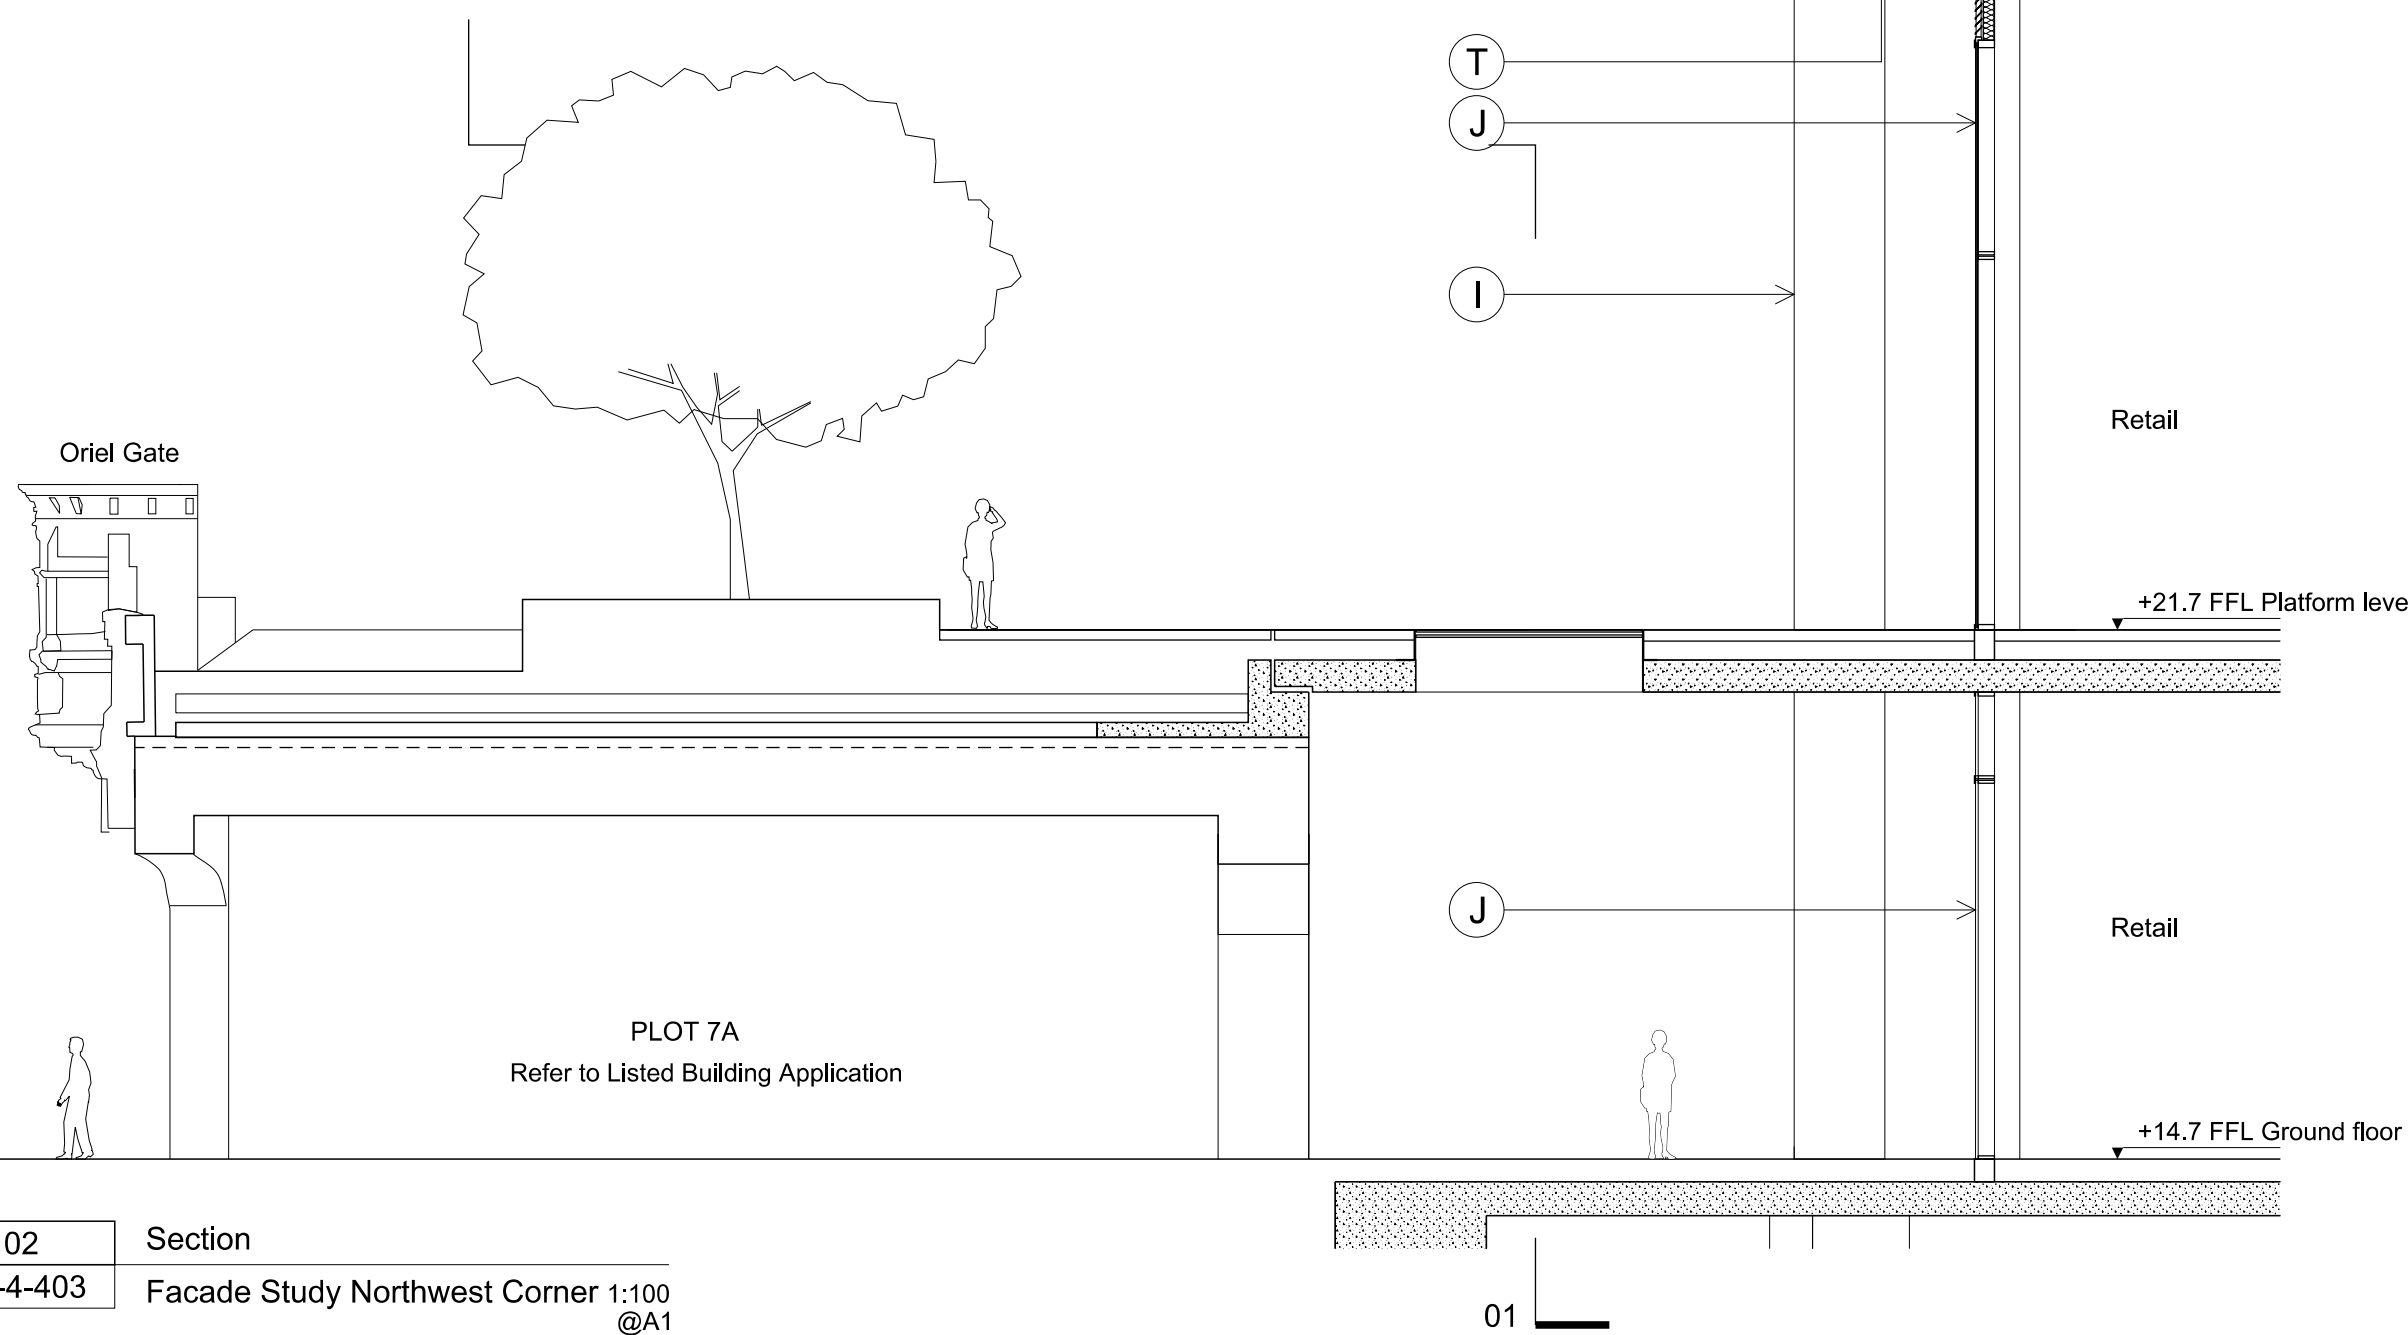 T
J
I
Retail
Oriel Gate
+21.7 FFL Platform leve
J
Retail
PLOT 7A
Refer to Listed Building Application
+14.7 FFL Ground floor
02
Section
-4-403
Facade Study Northwest Corner 1:100
@A1
01